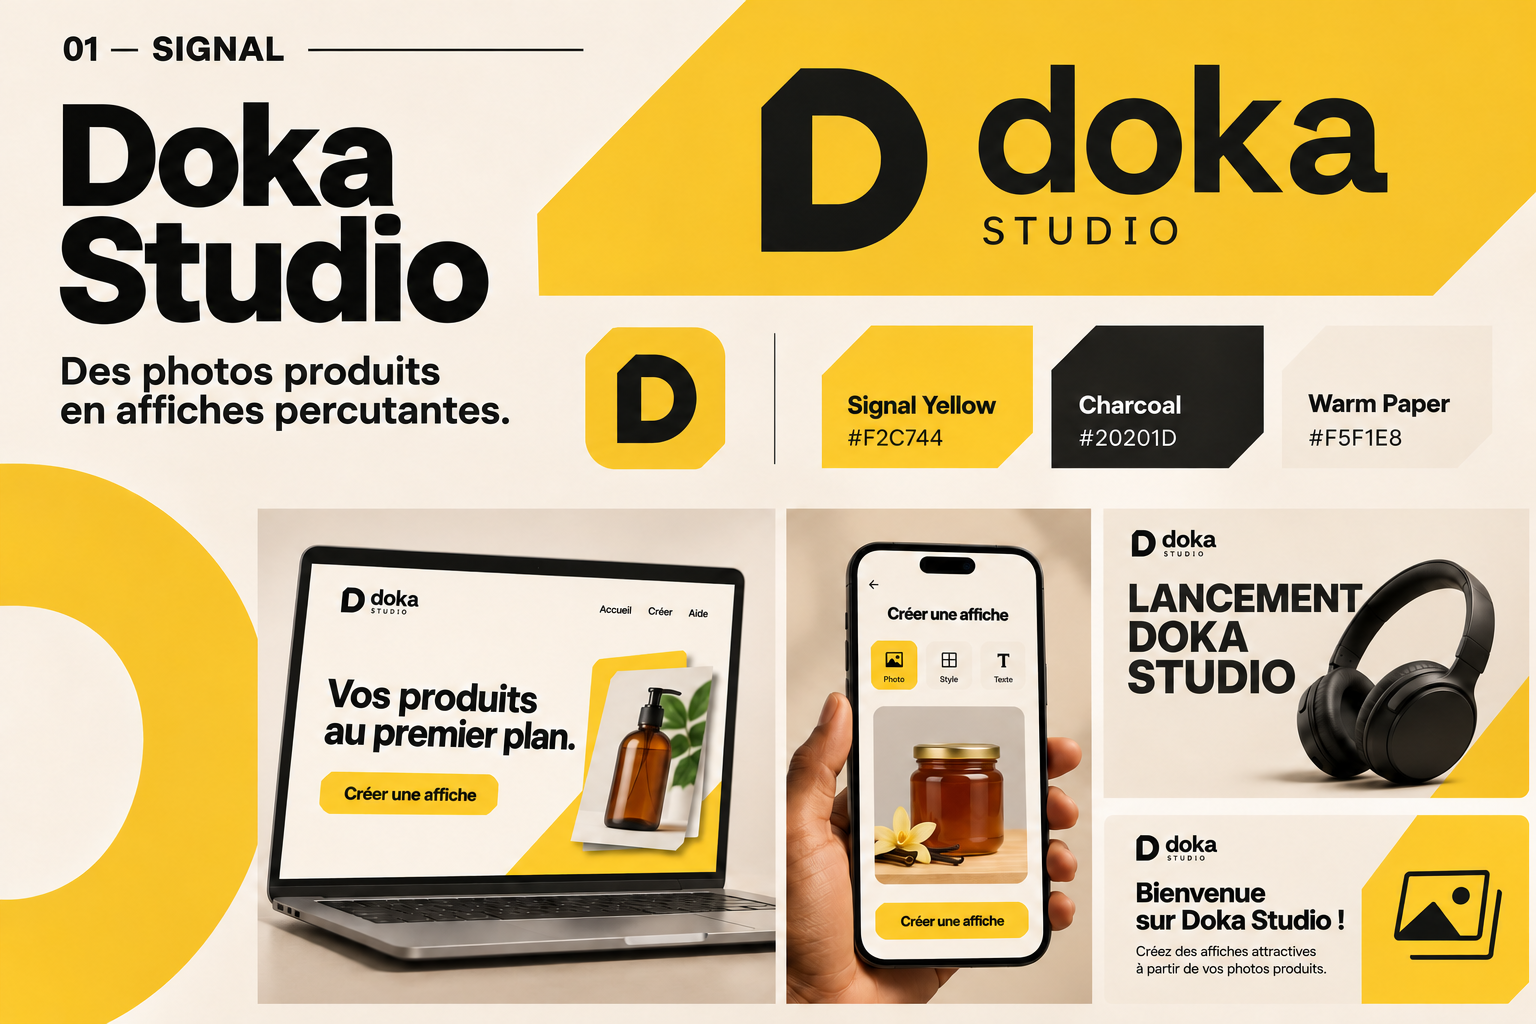 01 — SIGNAL
Doka
Studio
Des photos produits
en affiches percutantes.
D doka
STUDIO
D
Signal Yellow
#F2C744
Charcoal
#20201D
Warm Paper
#F5F1E8
D doka
STUDIO
Accueil Créer Aide
Vos produits
au premier plan.
Créer une affiche
Créer une affiche
Photo Style Texte
T
Créer une affiche
D doka
STUDIO
LANCEMENT
DOKA
STUDIO
D doka
STUDIO
Bienvenue
sur Doka Studio !
Créez des affiches attractives
à partir de vos photos produits.